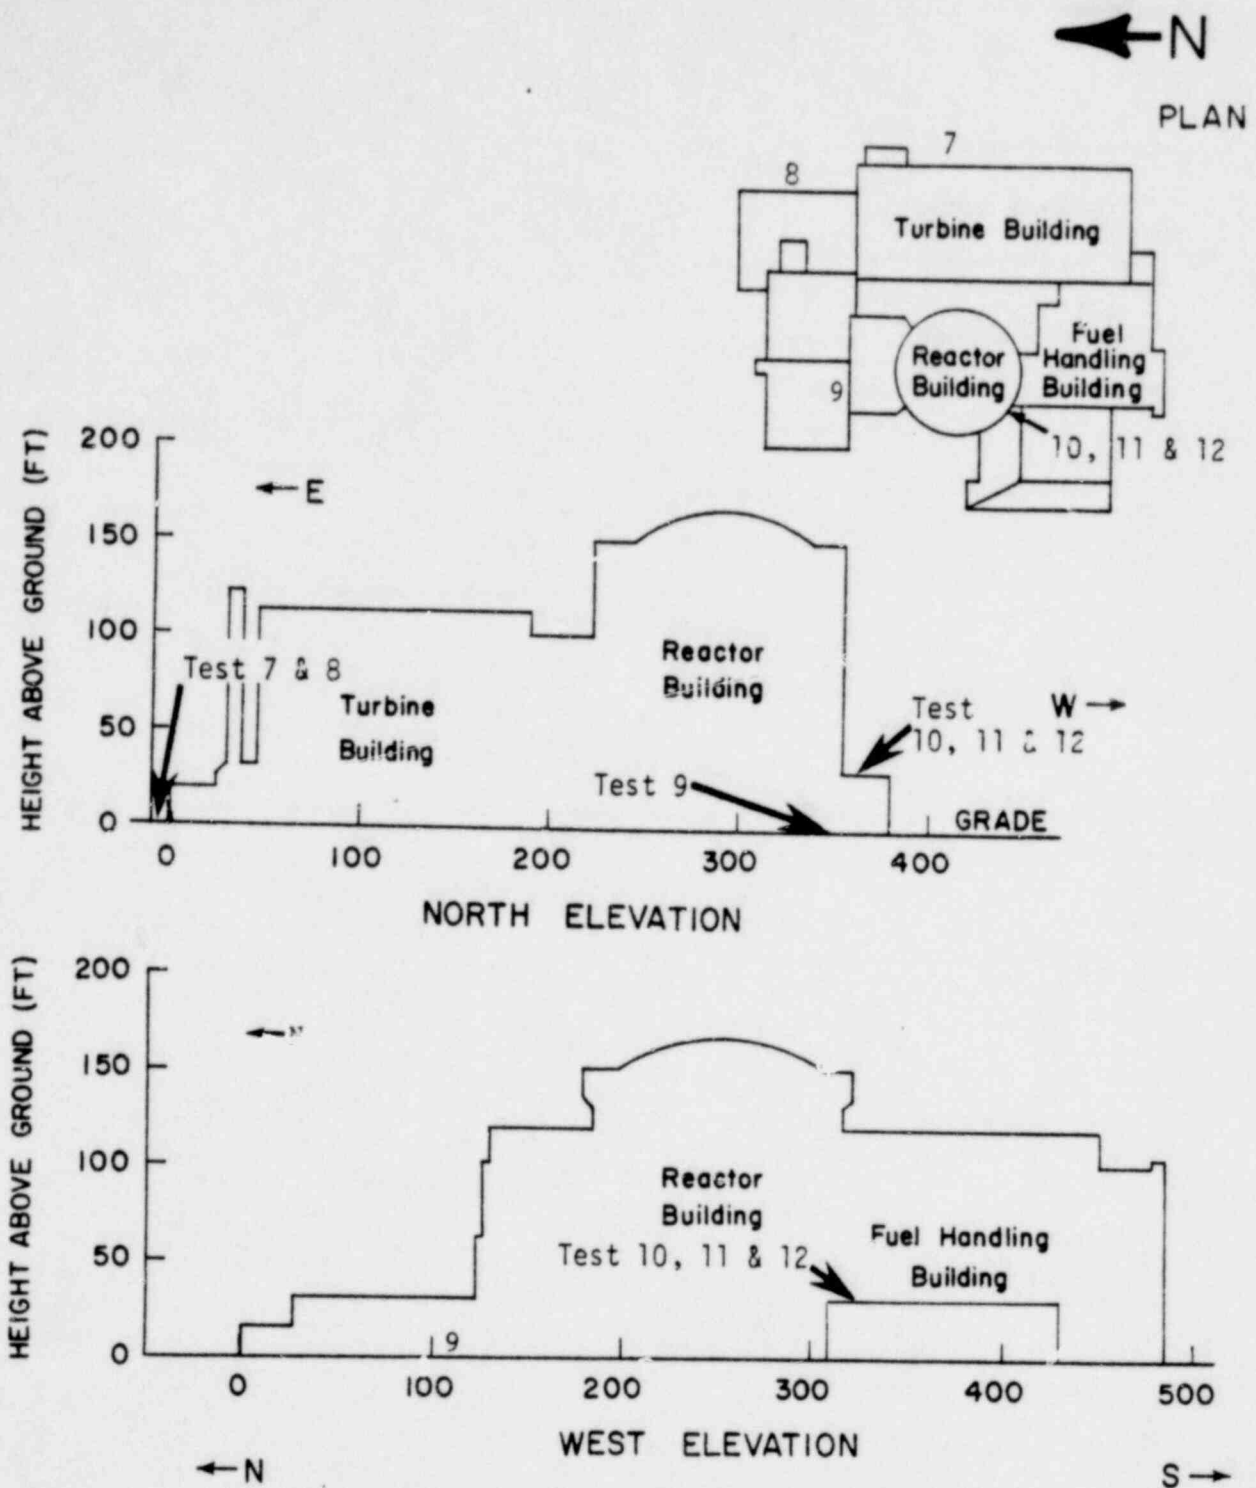 N
PLAN
7
8
Turbine Building
Fuel
Handling
Building
Reactor
Building
9
10, 11 & 12
HEIGHT ABOVE GROUND (FT)
200
150
100
50
0
← E
Test 7 & 8
Turbine
Building
Reactor
Building
Test 9
Test
10, 11 & 12
W →
GRADE
0 100 200 300 400
NORTH ELEVATION
HEIGHT ABOVE GROUND (FT)
200
150
100
50
0
Reactor
Building
Test 10, 11 & 12
Fuel Handling
Building
9
0 100 200 300 400 500
WEST ELEVATION
← N
S →